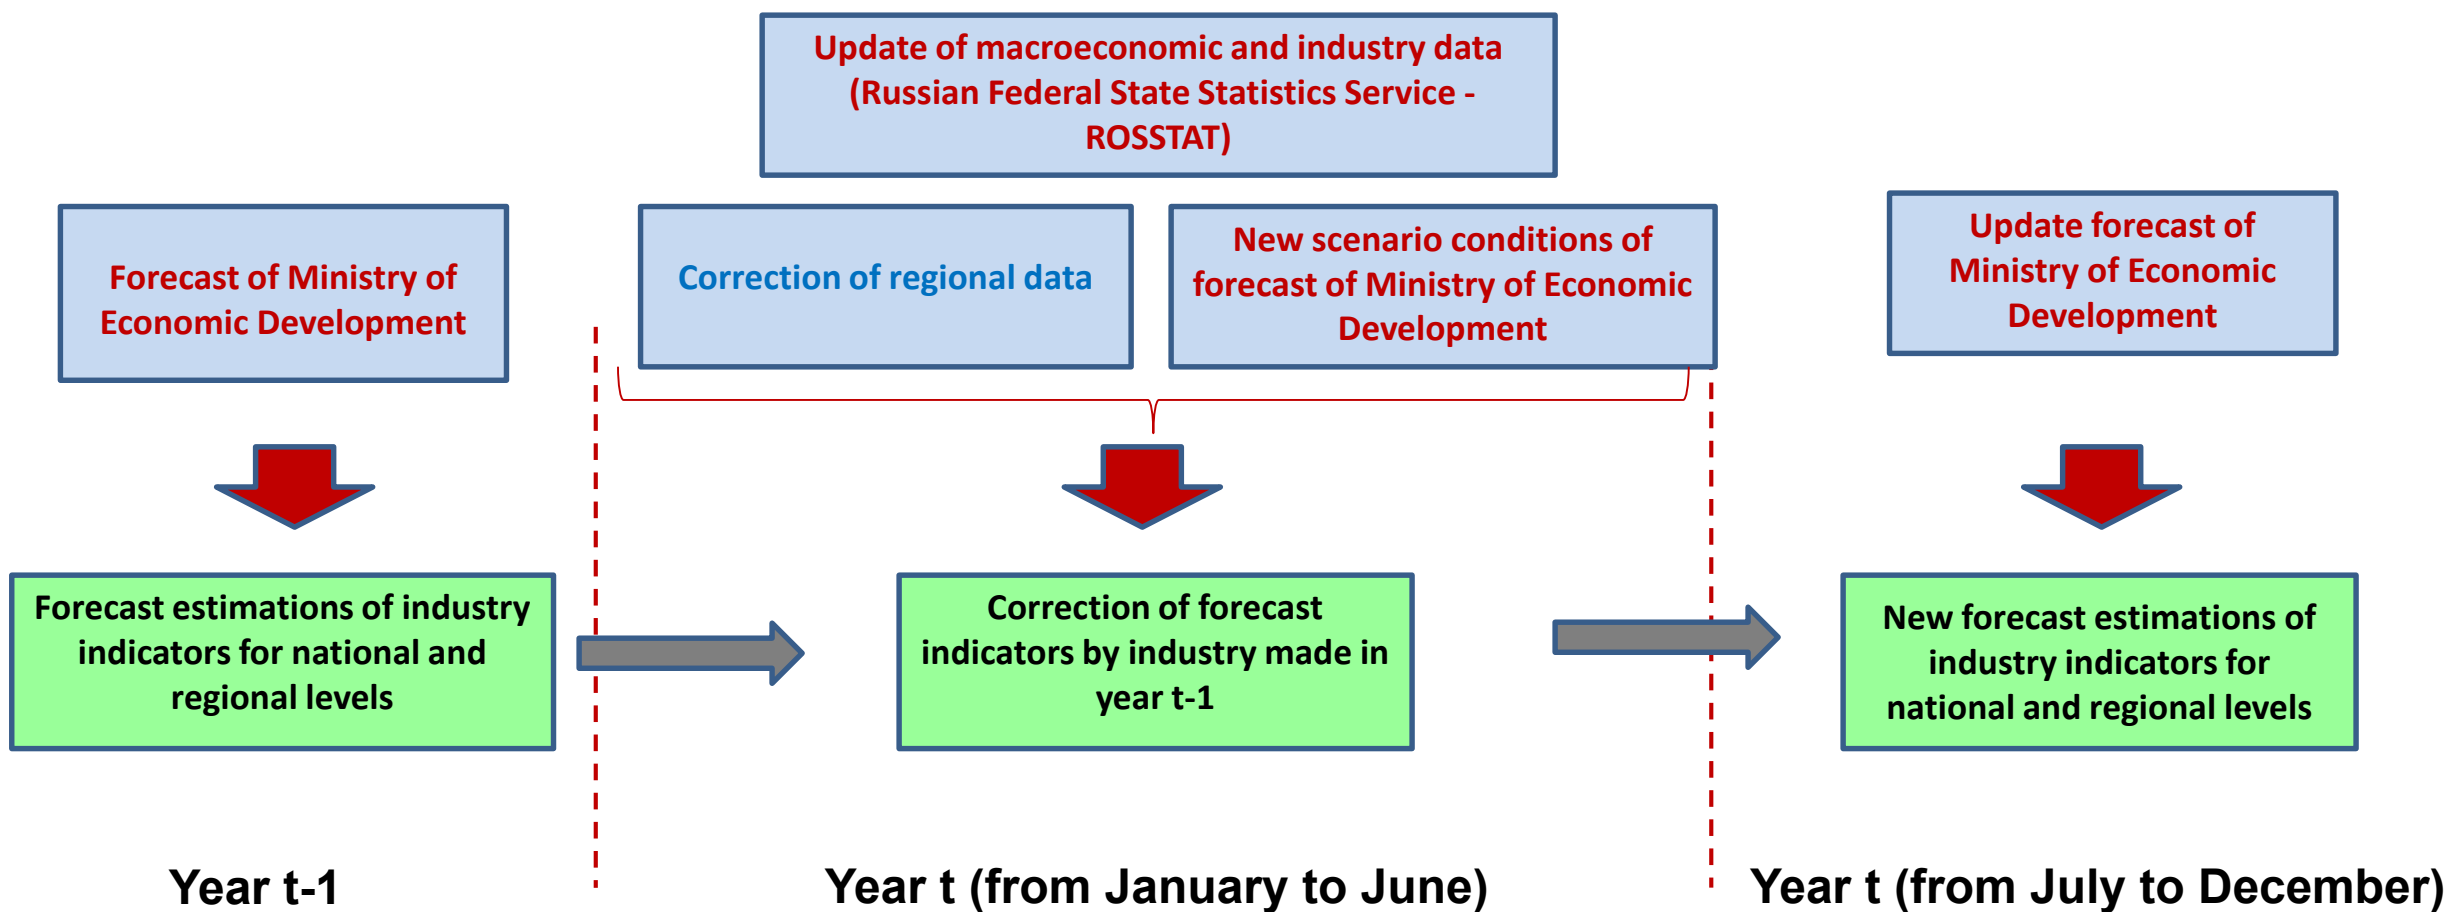 Update of macroeconomic and industry data
(Russian Federal State Statistics Service -
ROSSTAT)
Forecast of Ministry of
Economic Development
Correction of regional data
New scenario conditions of
forecast of Ministry of Economic
Development
Update forecast of
Ministry of Economic
Development
Forecast estimations of industry
indicators for national and
regional levels
Correction of forecast
indicators by industry made in
year t-1
New forecast estimations of
industry indicators for
national and regional levels
Year t-1
Year t (from January to June)
Year t (from July to December)